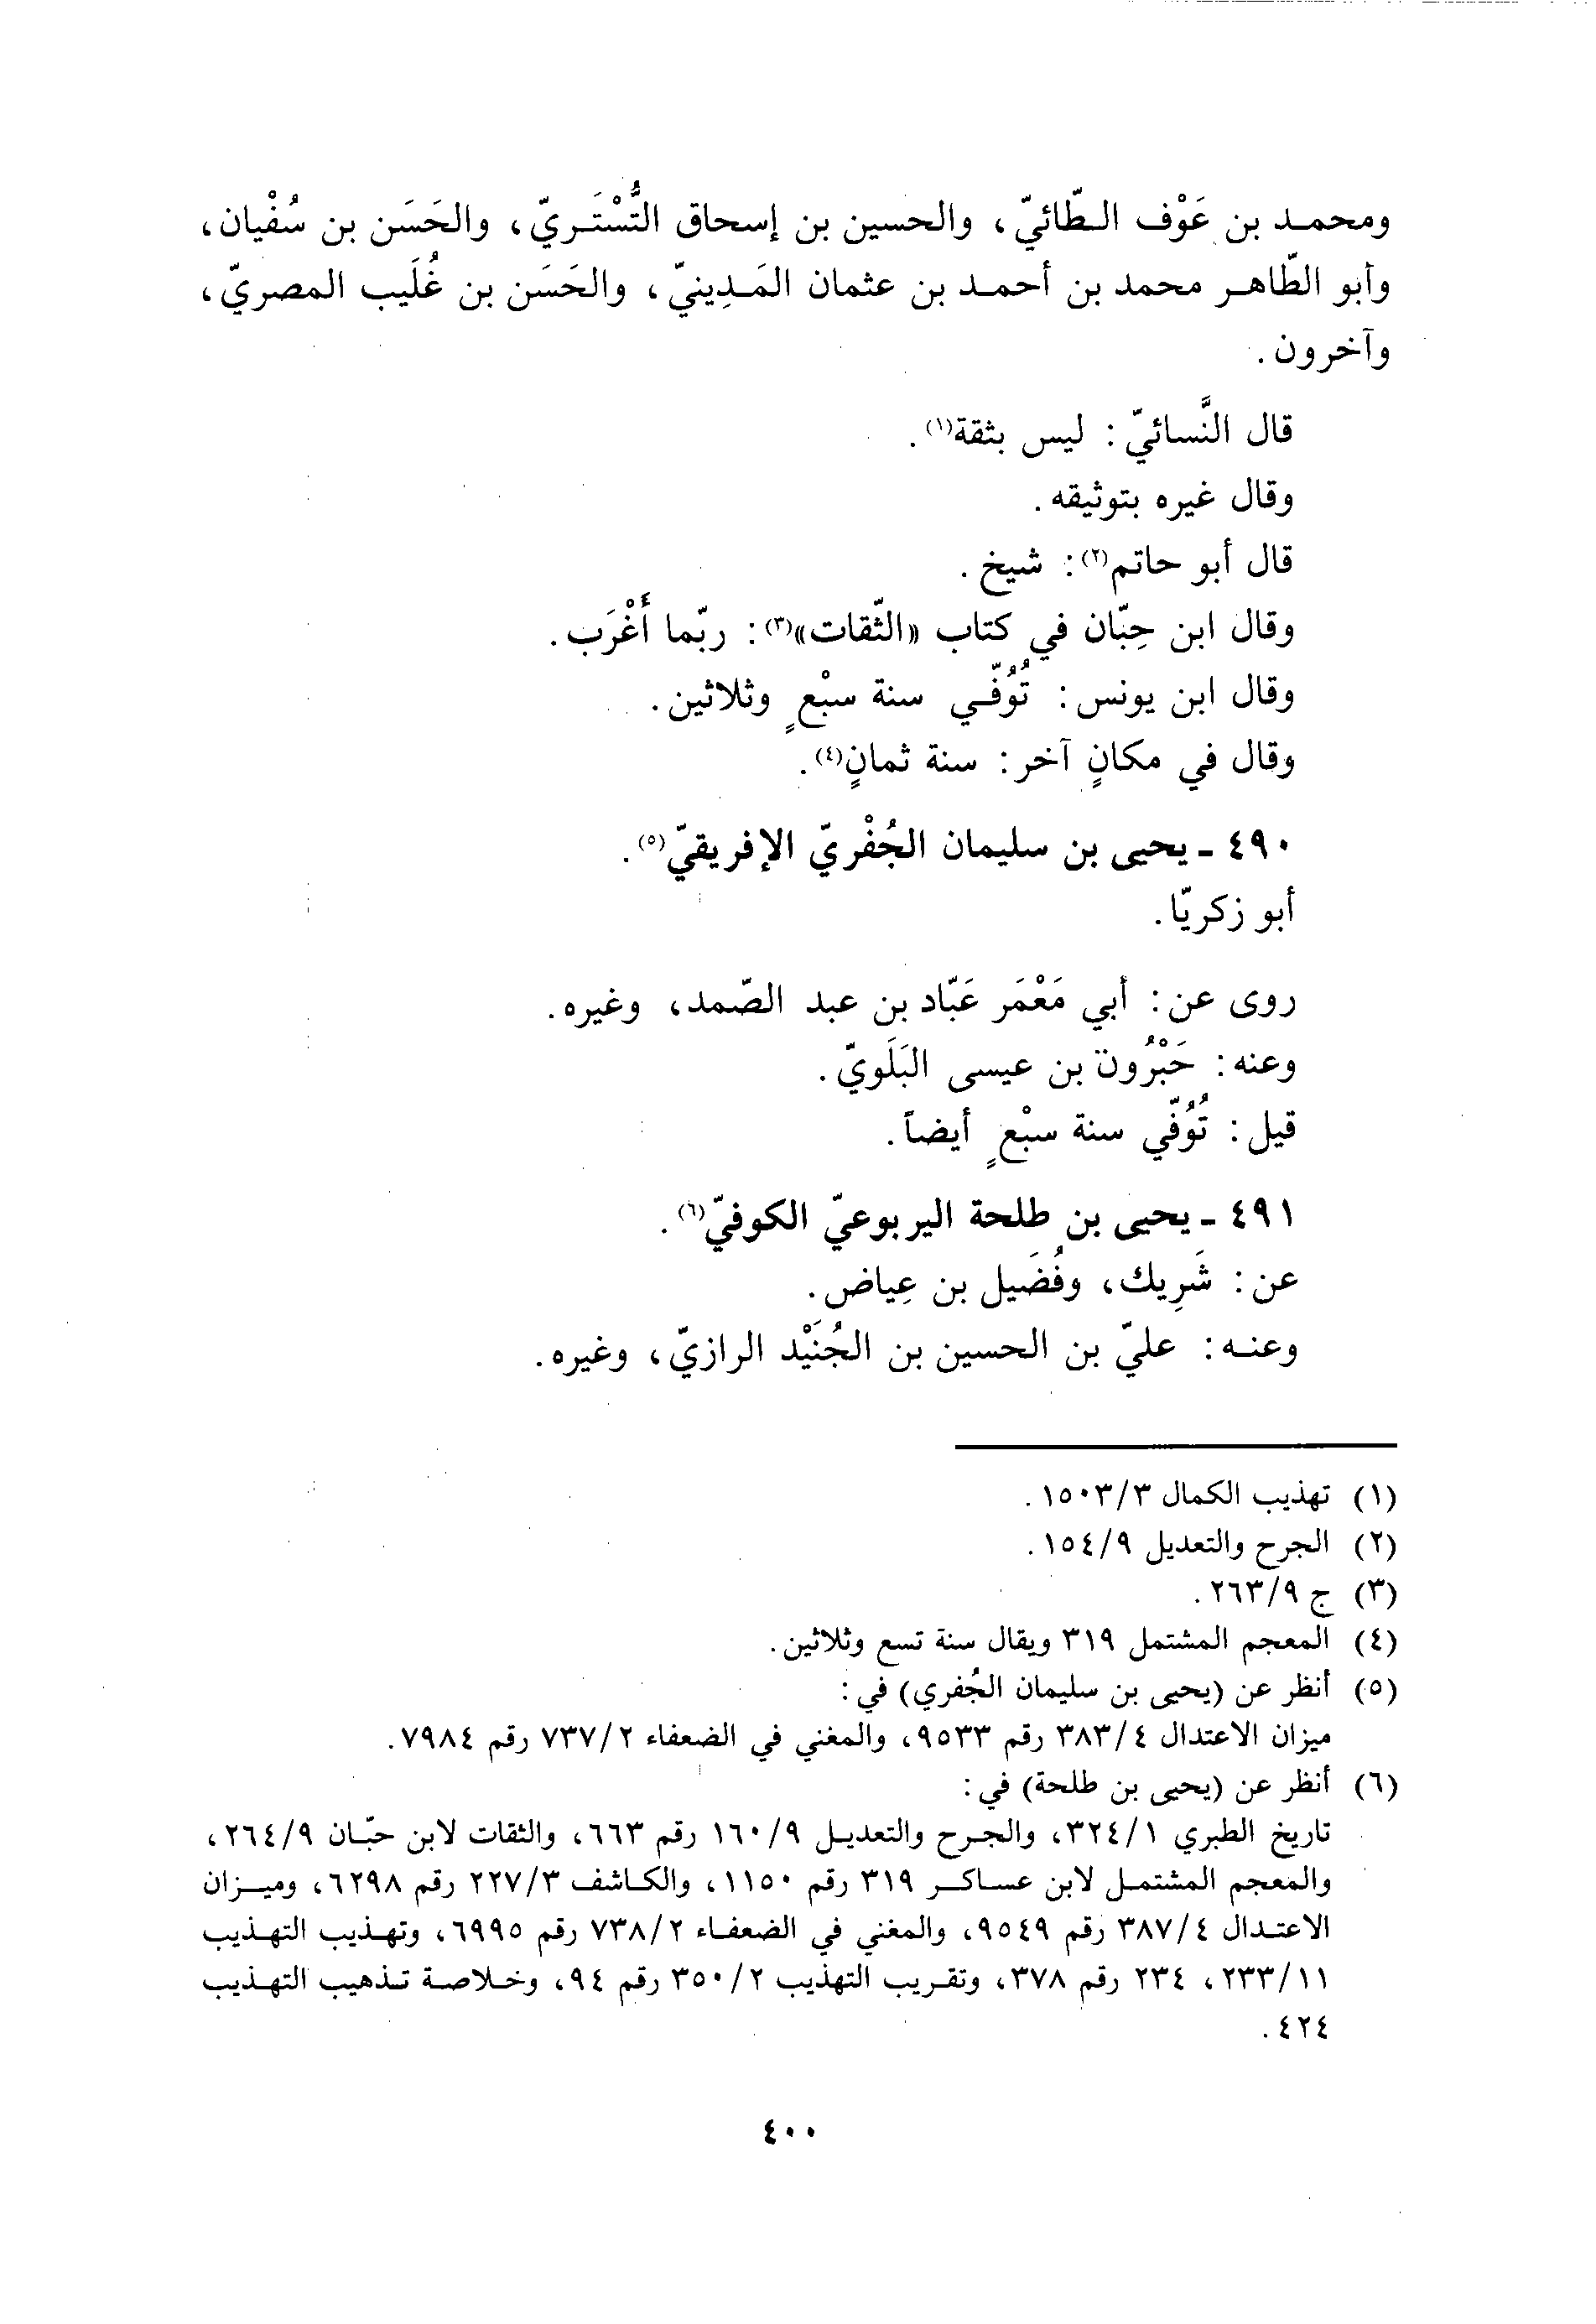 ومحمد بن عَوْف الطّائيّ، والحسين بن إسحاق التُّسْتَريّ، والحَسَن بن سُفْيان،
وأبو الطّاهر محمد بن أحمد بن عثمان المَدِينيّ، والحَسَن بن غُلَيب المصريّ،
وآخرون.
قال النَّسائيّ: ليس بثقة(١).
وقال غيره بتوثيقه.
قال أبو حاتم(٢): شيخ.
وقال ابن حِبّان في كتاب «الثّقات»(٣): ربّما أَغْرَب.
وقال ابن يونس: تُوُفّي سنة سبْعٍ وثلاثين.
وقال في مكانٍ آخر: سنة ثمانٍ(٤).
٤٩٠ - يحيى بن سليمان الجُفْريّ الإفريقيّ(٥).
أبو زكريّا.
روى عن: أبي مَعْمَر عَبّاد بن عبد الصّمد، وغيره.
وعنه: حَبْرُون بن عيسى البَلَويّ.
قيل: تُوُفّي سنة سبْعٍ أيضاً.
٤٩١ - يحيى بن طلحة اليربوعيّ الكوفيّ(٦).
عن: شَرِيك، وفُضَيل بن عِياض.
وعنه: عليّ بن الحسين بن الجُنَيْد الرازيّ، وغيره.
(١) تهذيب الكمال ٣/١٥٠٣.
(٢) الجرح والتعديل ٩/١٥٤.
(٣) ج ٩/٢٦٣.
(٤) المعجم المشتمل ٣١٩ ويقال سنة تسع وثلاثين.
(٥) أنظر عن (يحيى بن سليمان الجُفري) في:
ميزان الاعتدال ٤/٣٨٣ رقم ٩٥٣٣، والمغني في الضعفاء ٢/٧٣٧ رقم ٧٩٨٤.
(٦) أنظر عن (يحيى بن طلحة) في:
تاريخ الطبري ١/٣٢٤، والجرح والتعديل ٩/١٦٠ رقم ٦٦٣، والثقات لابن حبّان ٩/٢٦٤،
والمعجم المشتمل لابن عساكر ٣١٩ رقم ١١٥٠، والكاشف ٣/٢٢٧ رقم ٦٢٩٨، وميزان
الاعتدال ٤/٣٨٧ رقم ٩٥٤٩، والمغني في الضعفاء ٢/٧٣٨ رقم ٦٩٩٥، وتهذيب التهذيب
١١/٢٣٣، ٢٣٤ رقم ٣٧٨، وتقريب التهذيب ٢/٣٥٠ رقم ٩٤، وخلاصة تذهيب التهذيب
٤٢٤.
٤٠٠